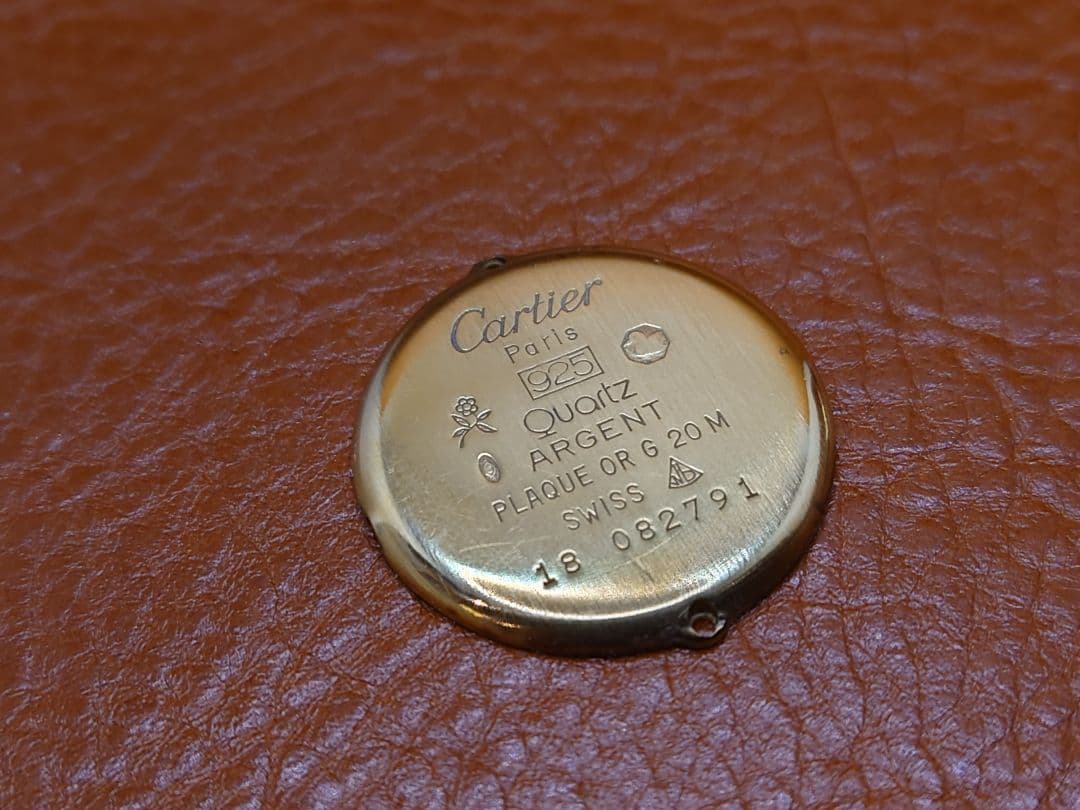 Cartier
Paris
925
Quartz
ARGENT
PLAQUE OR G 20 M
SWISS
18 082791